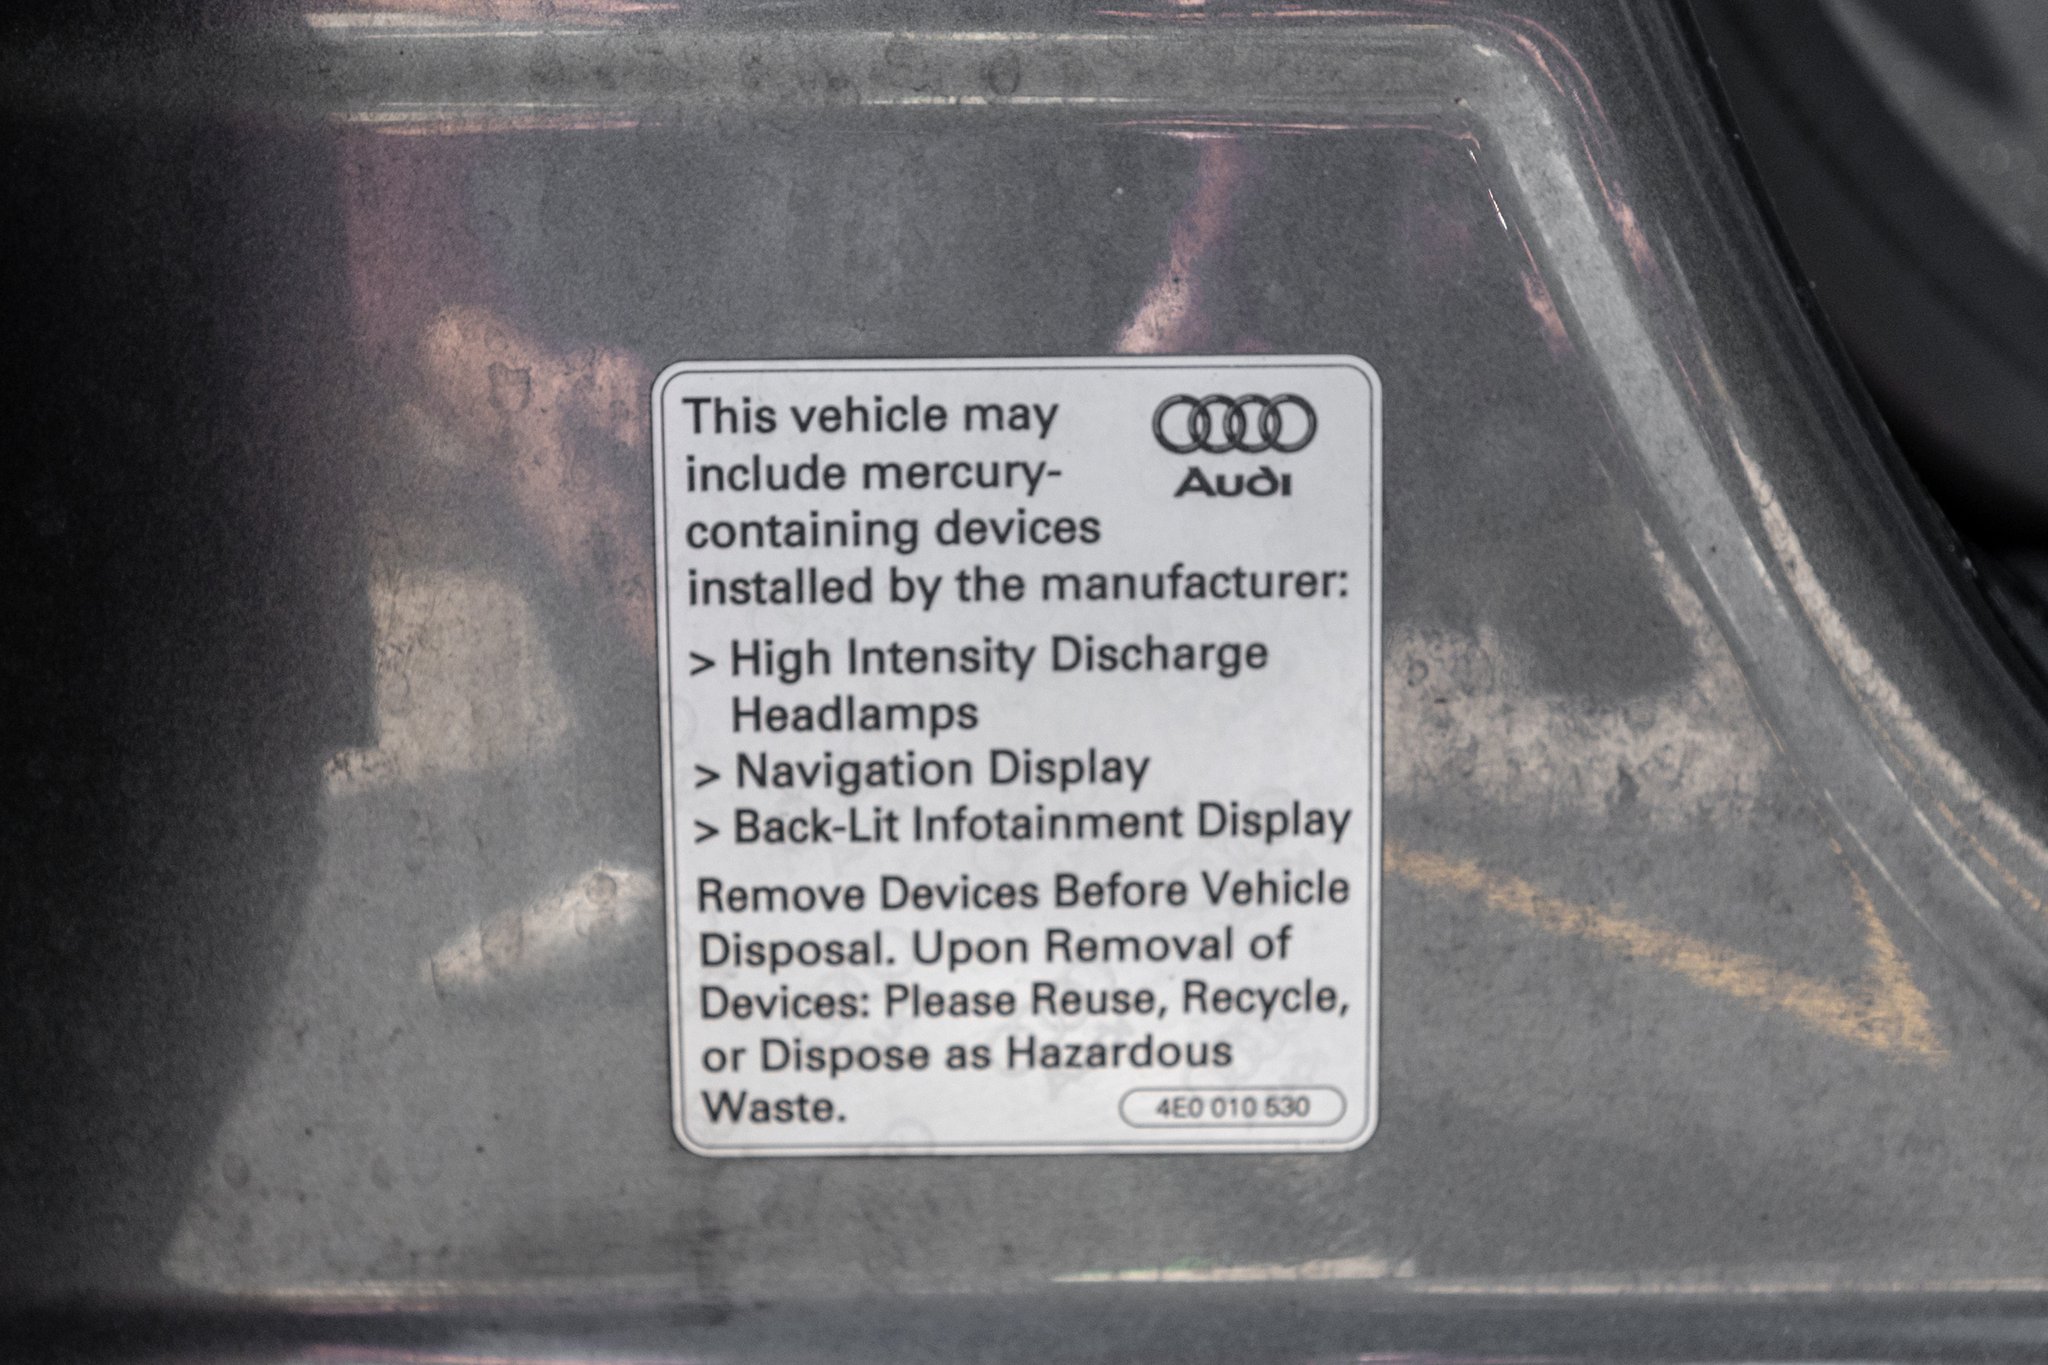 This vehicle may
include mercury-
containing devices
installed by the manufacturer:
Audi
> High Intensity Discharge
Headlamps
> Navigation Display
> Back-Lit Infotainment Display
Remove Devices Before Vehicle
Disposal. Upon Removal of
Devices: Please Reuse, Recycle,
or Dispose as Hazardous
Waste.
4E0 010 530